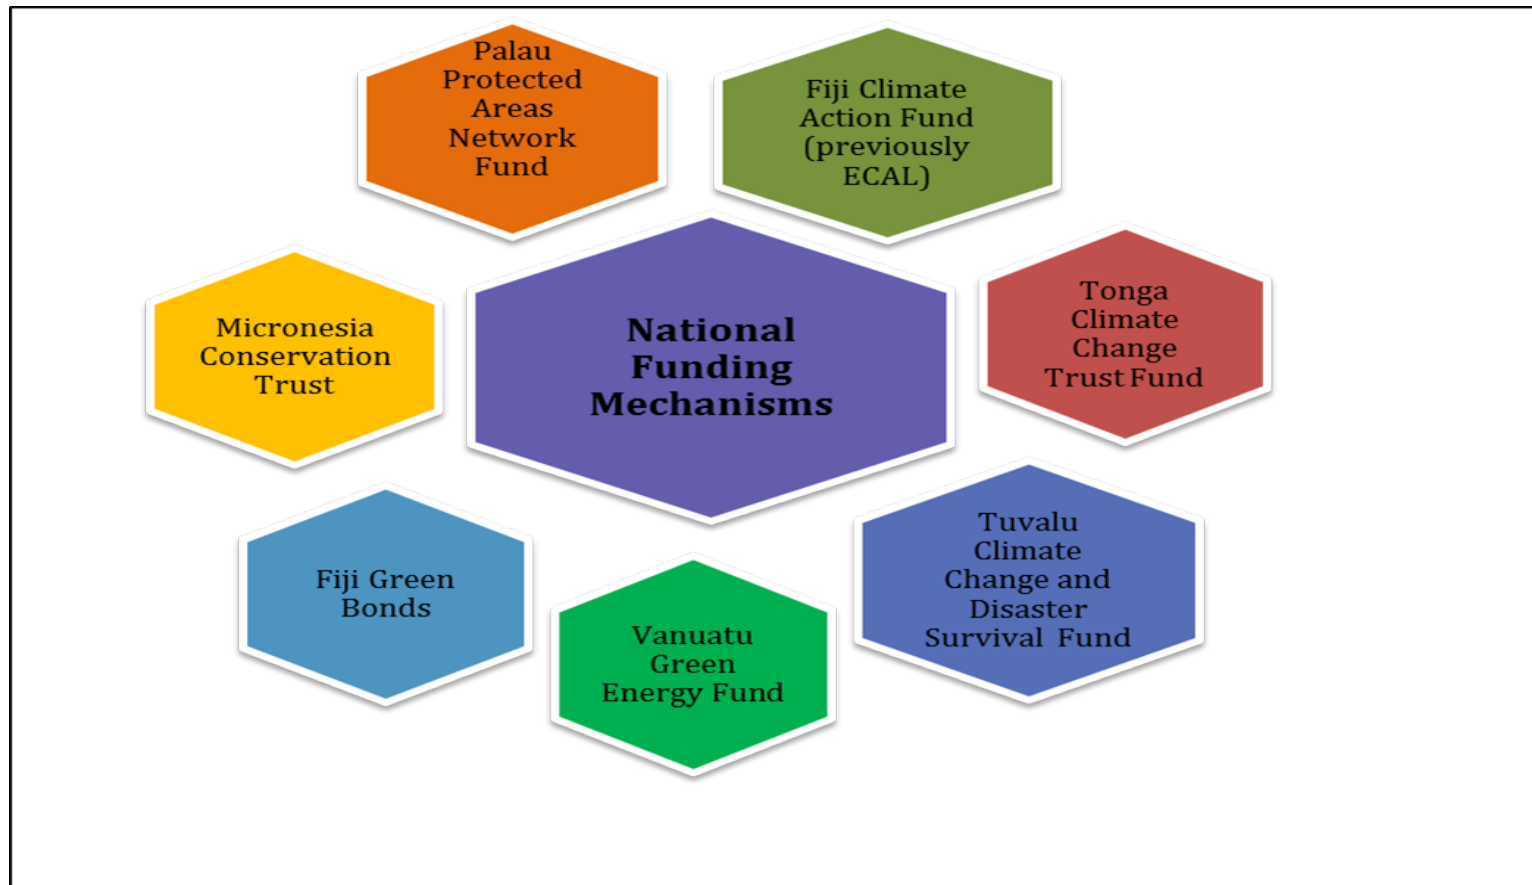 Palau
Protected
Areas
Network
Fund
Fiji Climate
Action Fund
(previously
ECAL)
Micronesia
Conservation
Trust
National
Funding
Mechanisms
Tonga
Climate
Change
Trust Fund
Fiji Green
Bonds
Vanuatu
Green
Energy Fund
Tuvalu
Climate
Change and
Disaster
Survival Fund